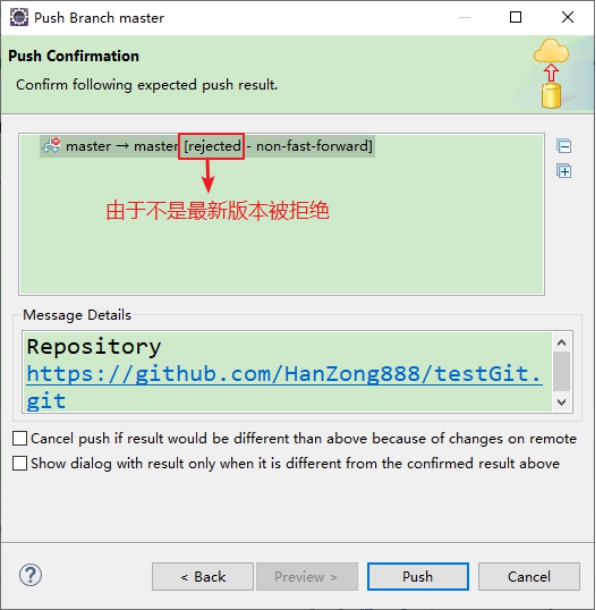 Push Branch master
Push Confirmation
Confirm following expected push result.
master → master [rejected - non-fast-forward]
由于不是最新版本被拒绝
Message Details
Repository
https://github.com/HanZong888/testGit.
git
Cancel push if result would be different than above because of changes on remote
Show dialog with result only when it is different from the confirmed result above
?
< Back
Preview >
Push
Cancel